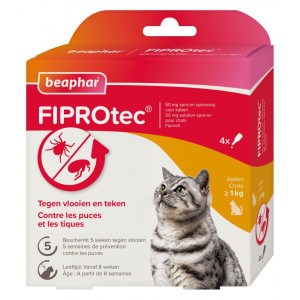 beaphar
FIPROtec®
50 mg spot-on oplossing
voor katten
50 mg solution spot-on
pour chats
Fipronil
4x
Katten
Chats
≥ 1 kg
Tegen vlooien en teken
Contre les puces
et les tiques
5
Beschermt 5 weken tegen vlooien
5 semaines de prévention
contre les puces
Leeftijd: Vanaf 8 weken
Âge : A partir de 8 semaines